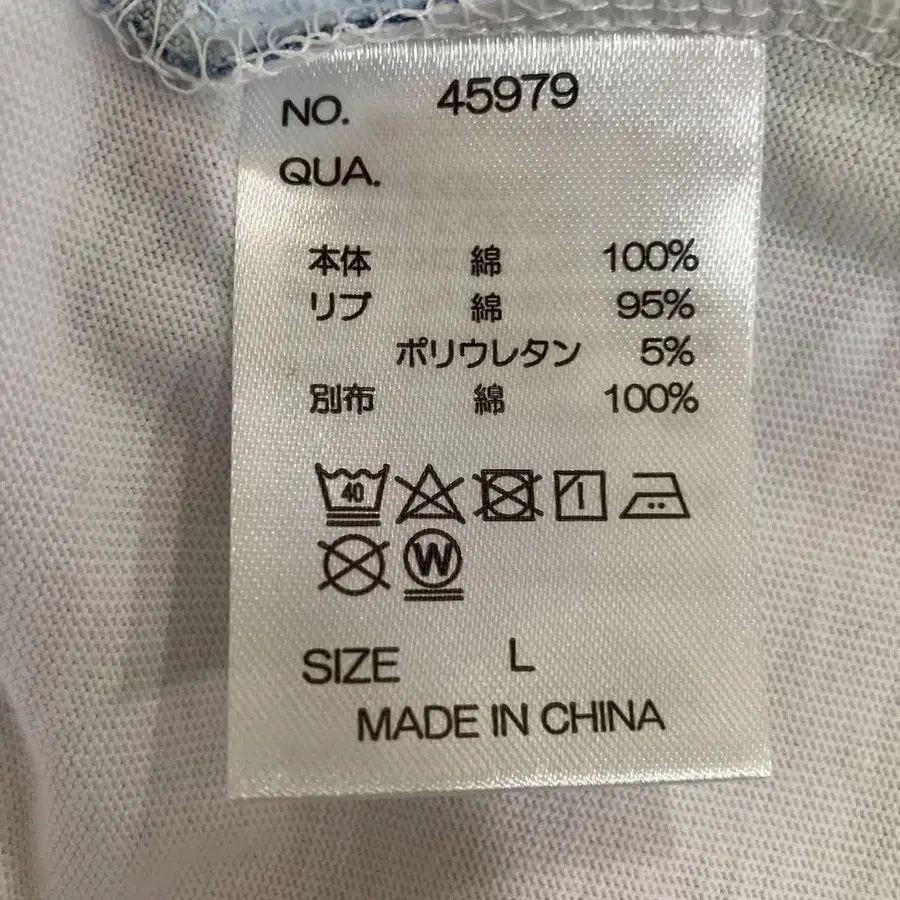 NO. 45979
QUA.
本体 綿 100%
リブ 綿 95%
ポリウレタン 5%
別布 綿 100%
40
W
SIZE L
MADE IN CHINA